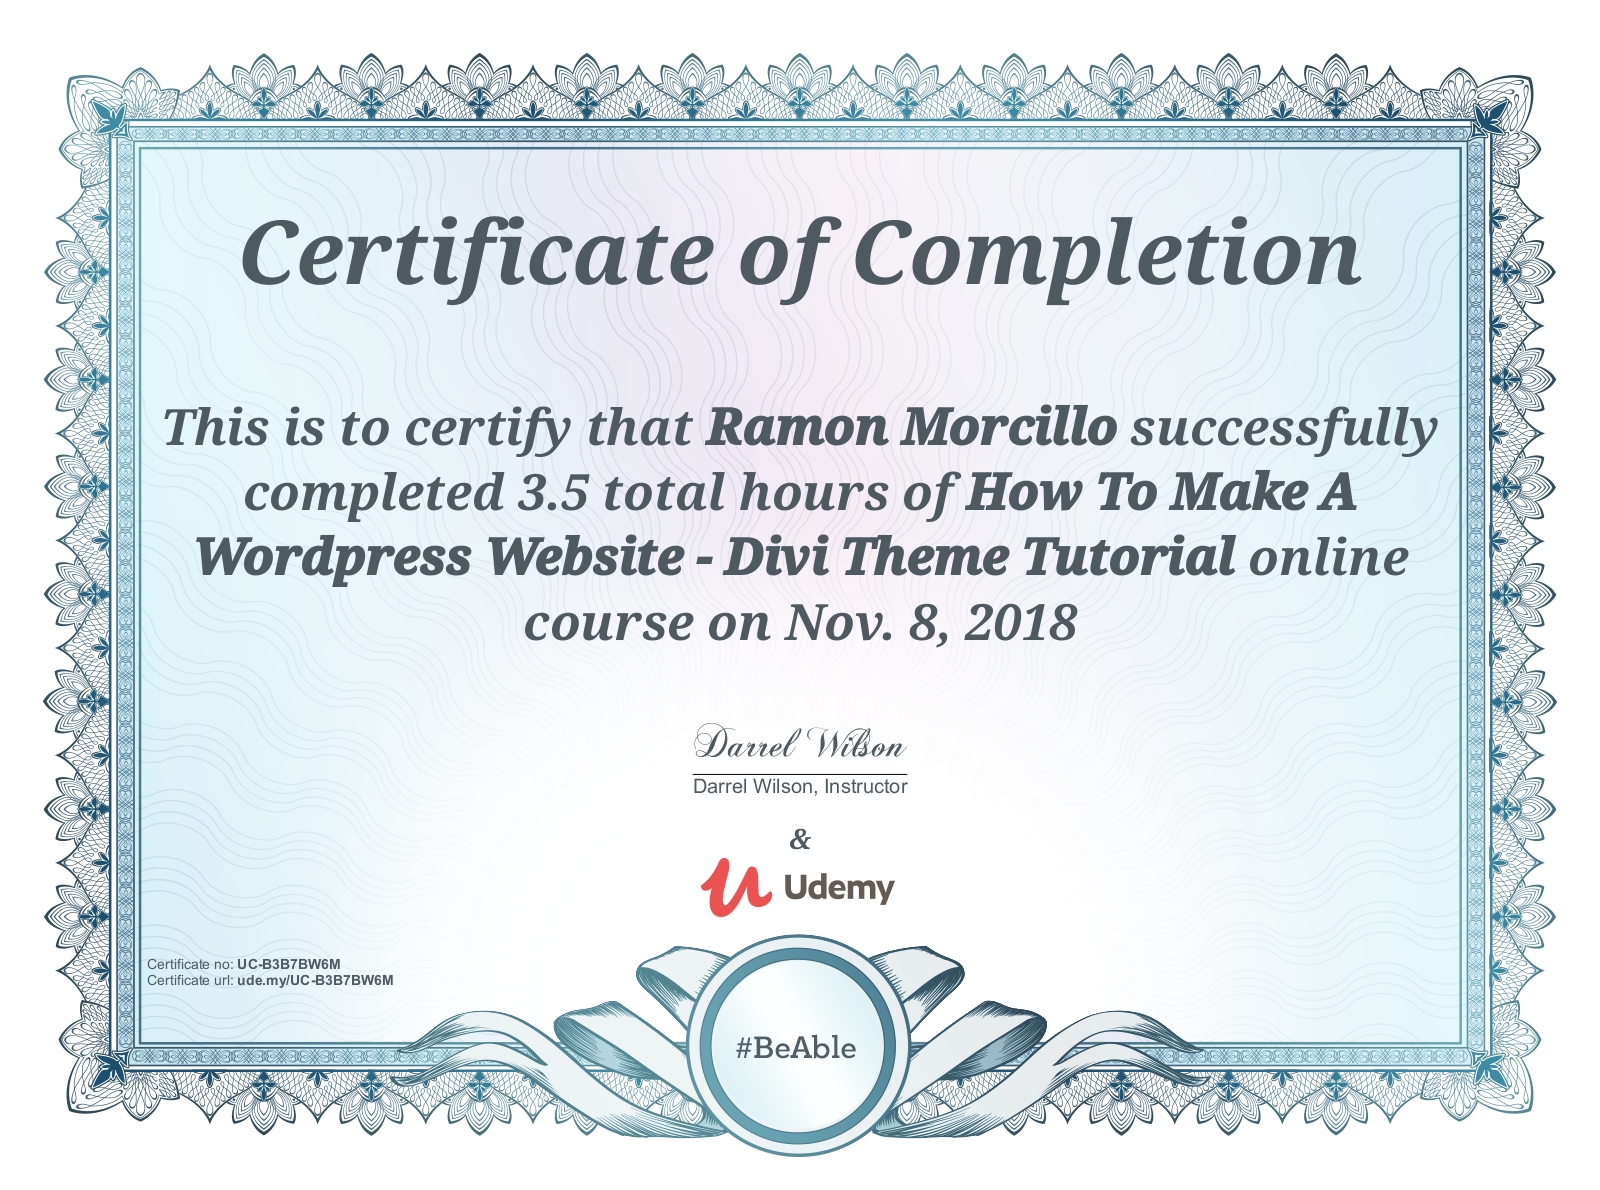 Certificate of Completion
This is to certify that Ramon Morcillo successfully
completed 3.5 total hours of How To Make A
Wordpress Website - Divi Theme Tutorial online
course on Nov. 8, 2018
Darrel Wilson
Darrel Wilson, Instructor
&
Udemy
Certificate no: UC-B3B7BW6M
Certificate url: ude.my/UC-B3B7BW6M
#BeAble